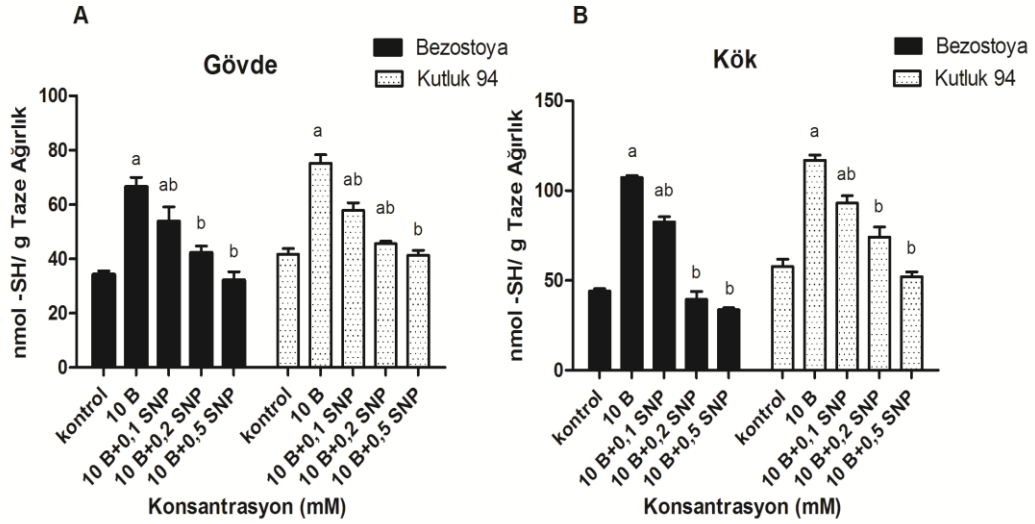 A
Gövde
Bezostoya
Kutluk 94
nmol -SH/ g Taze Ağırlık
100
80
60
40
20
0
a
ab
b
b
a
ab
ab
b
kontrol
10 B
10 B+0,1 SNP
10 B+0,2 SNP
10 B+0,5 SNP
kontrol
10 B
10 B+0,1 SNP
10 B+0,2 SNP
10 B+0,5 SNP
Konsantrasyon (mM)
B
Kök
Bezostoya
Kutluk 94
nmol -SH/ g Taze Ağırlık
150
100
50
0
a
ab
b
b
a
ab
b
b
kontrol
10 B
10 B+0,1 SNP
10 B+0,2 SNP
10 B+0,5 SNP
kontrol
10 B
10 B+0,1 SNP
10 B+0,2 SNP
10 B+0,5 SNP
Konsantrasyon (mM)